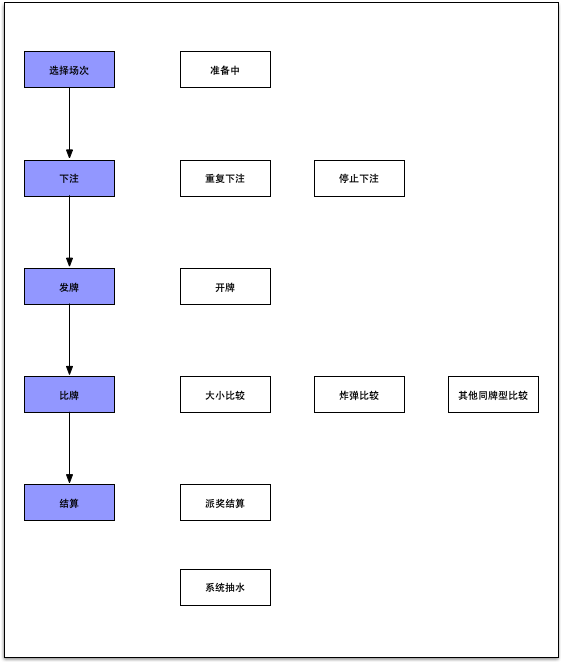 选择场次
准备中
下注
重复下注
停止下注
发牌
开牌
比牌
大小比较
炸弹比较
其他同牌型比较
结算
派奖结算
系统抽水